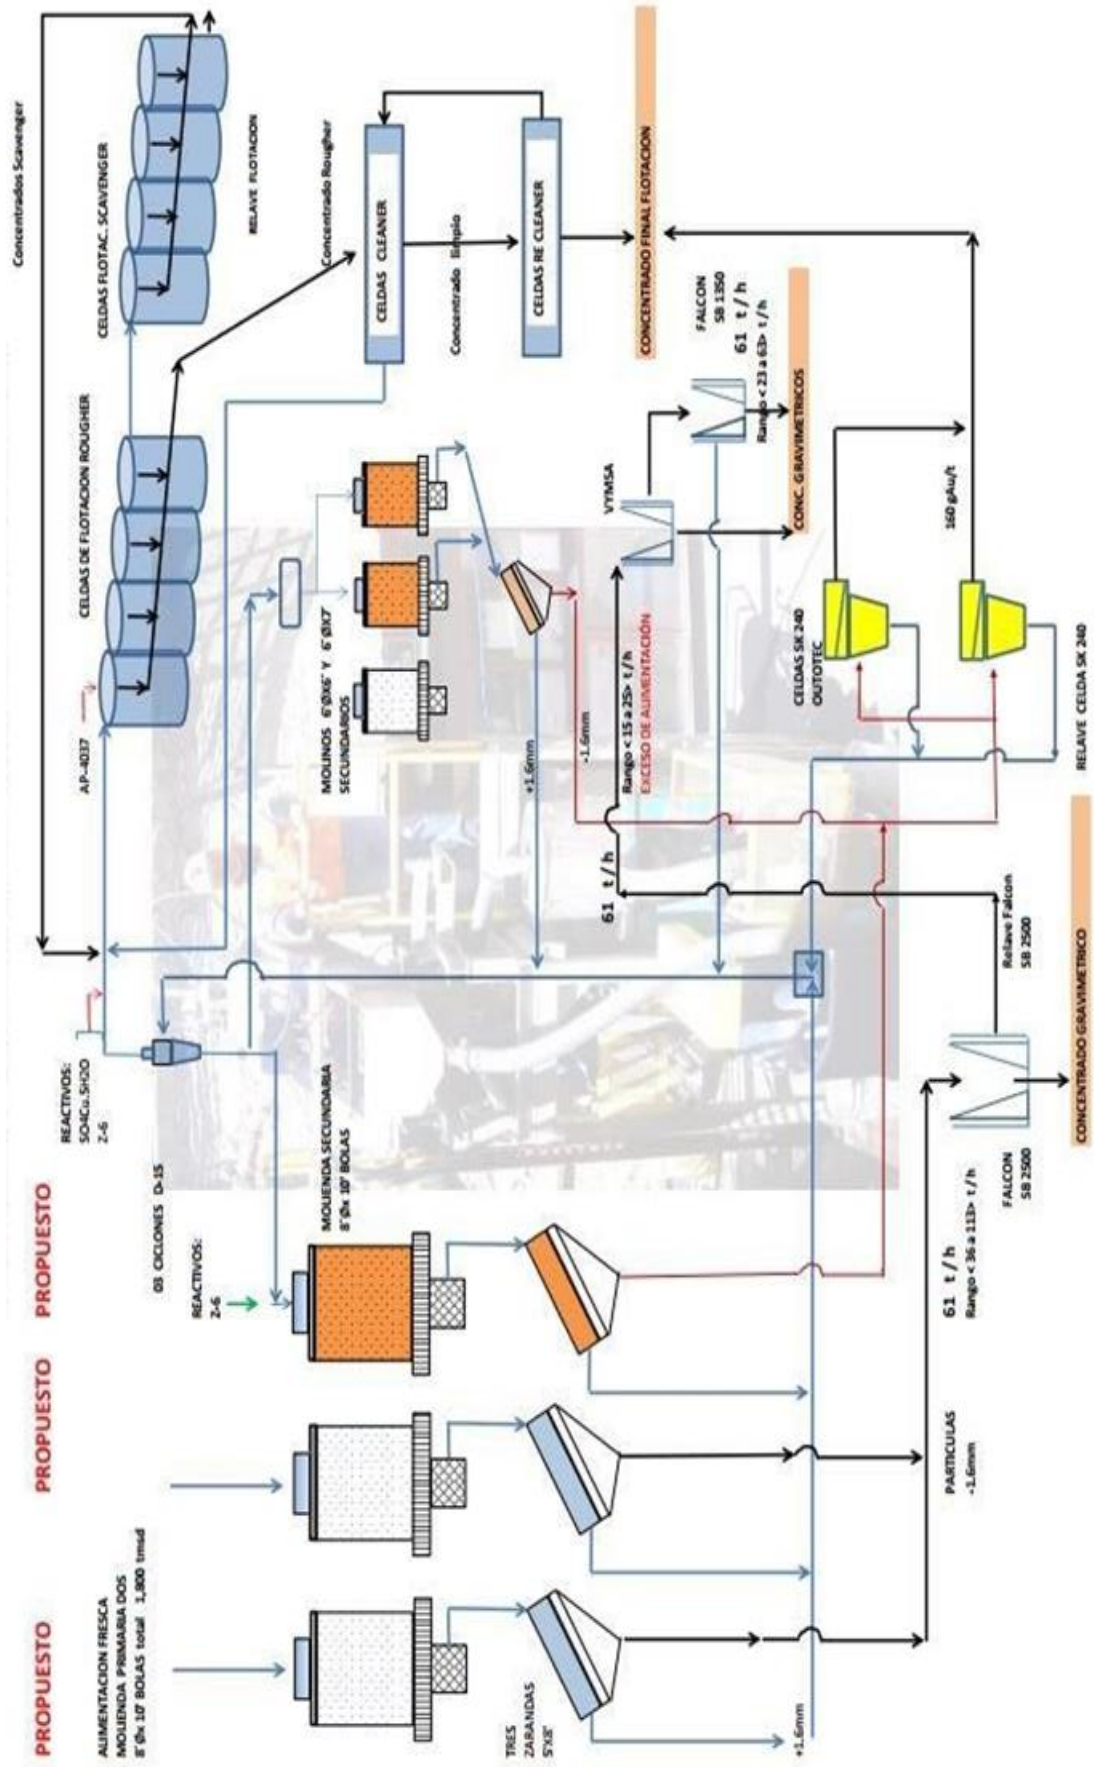 PROPUESTO
PROPUESTO
PROPUESTO
ALIMENTACION FRESCA
MOLIENDA PRIMARIA DOS
8´Øx 10' BOLAS total 1,800 tmsd
REACTIVOS:
Z-6
MOLIENDA SECUNDARIA
8´Øx 10' BOLAS
03 CICLONES D-15
REACTIVOS:
SO4Cu.5H2O
Z-6
AP-4037
CELDAS DE FLOTACION ROUGHER
CELDAS FLOTAC. SCAVENGER
Concentrados Scavenger
RELAVE FLOTACION
Concentrado Rougher
CELDAS CLEANER
Concentrado limpio
CELDAS RE CLEANER
CONCENTRADO FINAL FLOTACION
MOLINOS 6´ØX6´ Y 6´ØX7´
SECUNDARIOS
+1.6mm
-1.6mm
61 t/h
Rango < 15 a 25> t/h
EXCESO DE ALIMENTACIÓN
VYMSA
FALCON
SB 1350
61 t/h
Rango < 23 a 63> t/h
CONC. GRAVIMETRICOS
CELDAS SK 240
OUTOTEC
160 gAu/t
RELAVE CELDA SK 240
TRES
ZARANDAS
5'X8'
+1.6mm
PARTICULAS
-1.6mm
61 t/h
Rango < 36 a 113> t/h
FALCON
SB 2500
Relave Falcon
SB 2500
CONCENTRADO GRAVIMETRICO